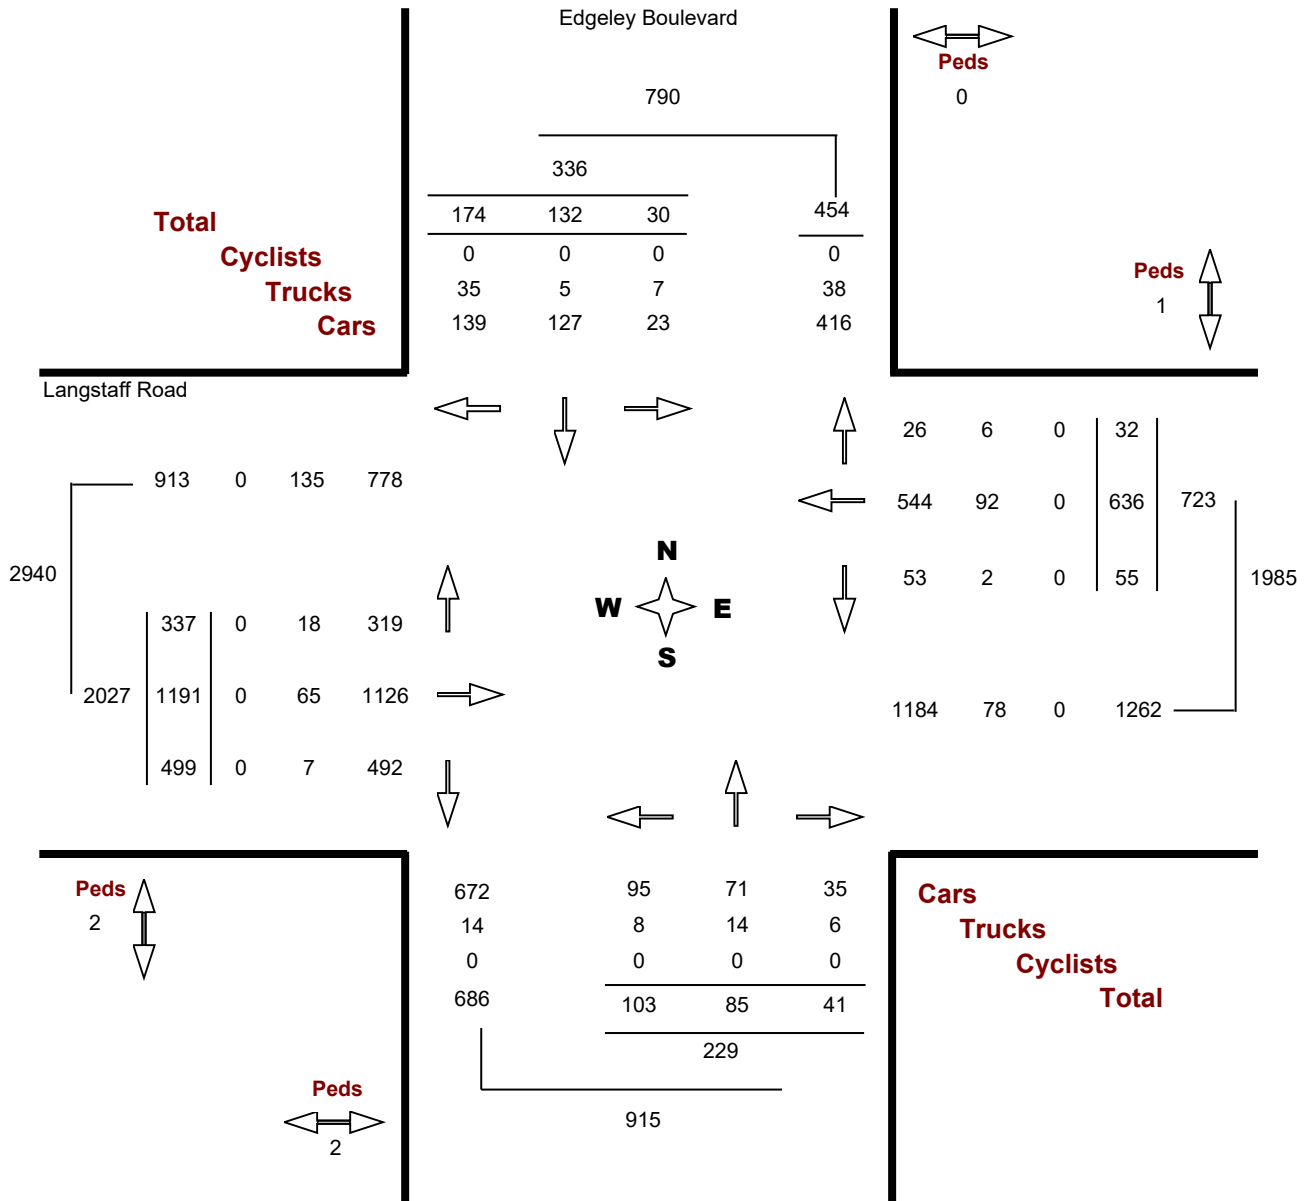 Edgeley Boulevard
Peds
0
790
336
Total 174 132 30 454
Cyclists 0 0 0 0
Trucks 35 5 7 38
Cars 139 127 23 416
Peds
1
Langstaff Road
26 6 0 32
913 0 135 778
544 92 0 636 723
N
2940
53 2 0 55 1985
W E
337 0 18 319
S
2027 1191 0 65 1126
1184 78 0 1262
499 0 7 492
Peds
2
672 95 71 35
14 8 14 6
0 0 0 0
686 103 85 41
229
915
Cars
Trucks
Cyclists
Total
Peds
2